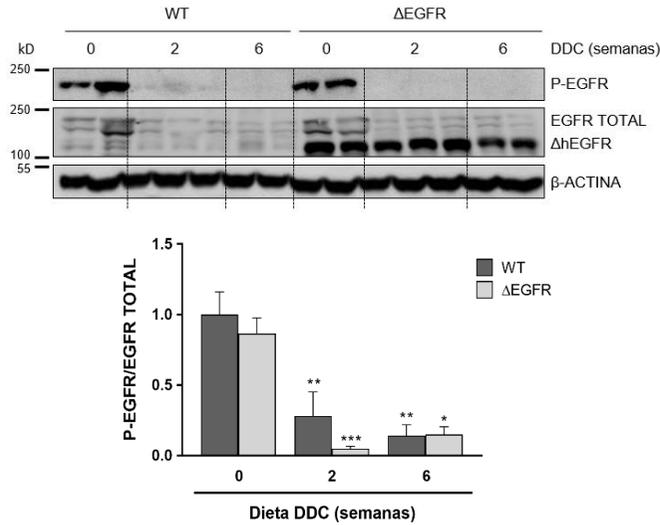 WT ΔEGFR
kD 0 2 6 0 2 6 DDC (semanas)
250 P-EGFR
250 EGFR TOTAL
ΔhEGFR
100
55 β-ACTINA
1.5
WT
ΔEGFR
1.0
0.5
0.0
P-EGFR/EGFR TOTAL
** *** ** *
0 2 6
Dieta DDC (semanas)